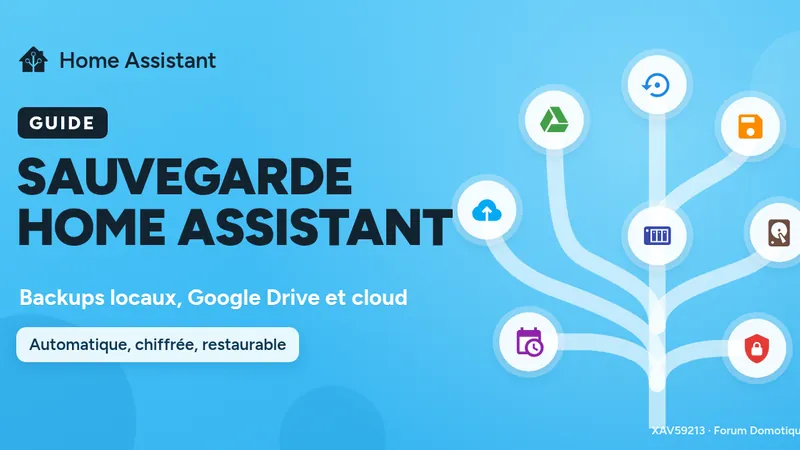 Home Assistant
GUIDE
SAUVEGARDE
HOME ASSISTANT
Backups locaux, Google Drive et cloud
Automatique, chiffrée, restaurable
XAV59213 · Forum Domotiqu